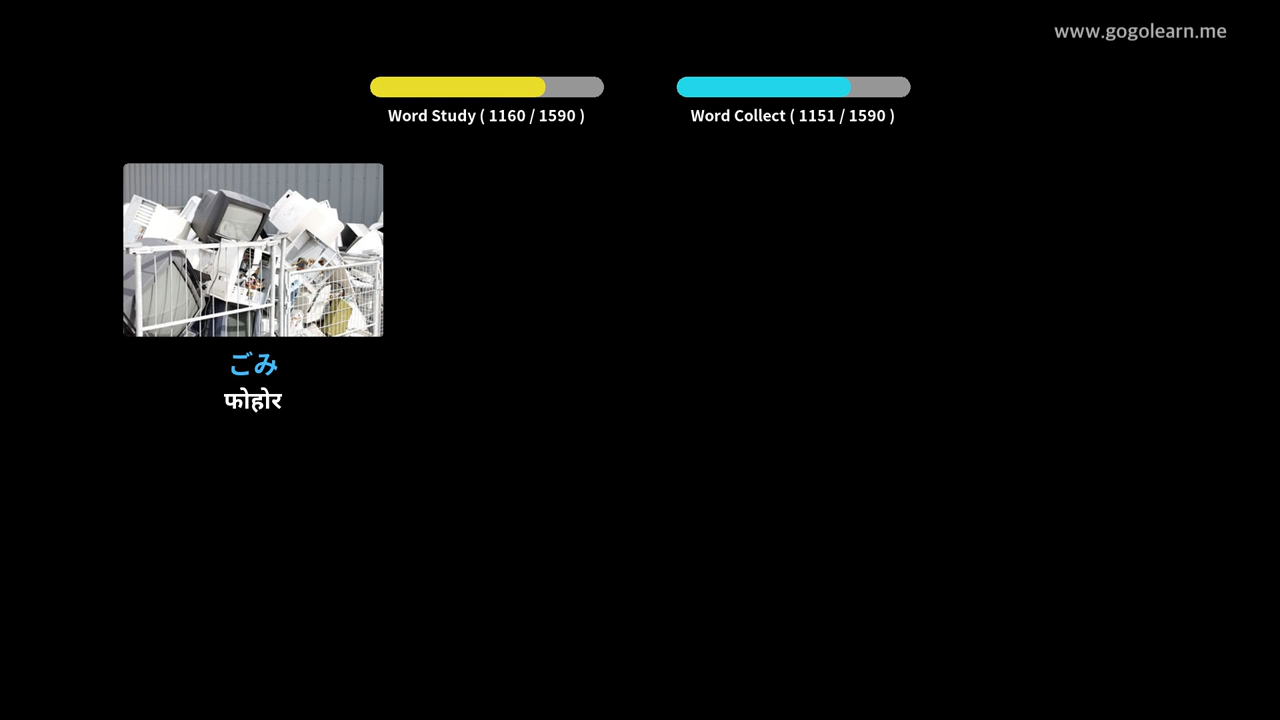 www.gogolearn.me
Word Study ( 1160 / 1590 )
Word Collect ( 1151 / 1590 )
ごみ
फोहोर